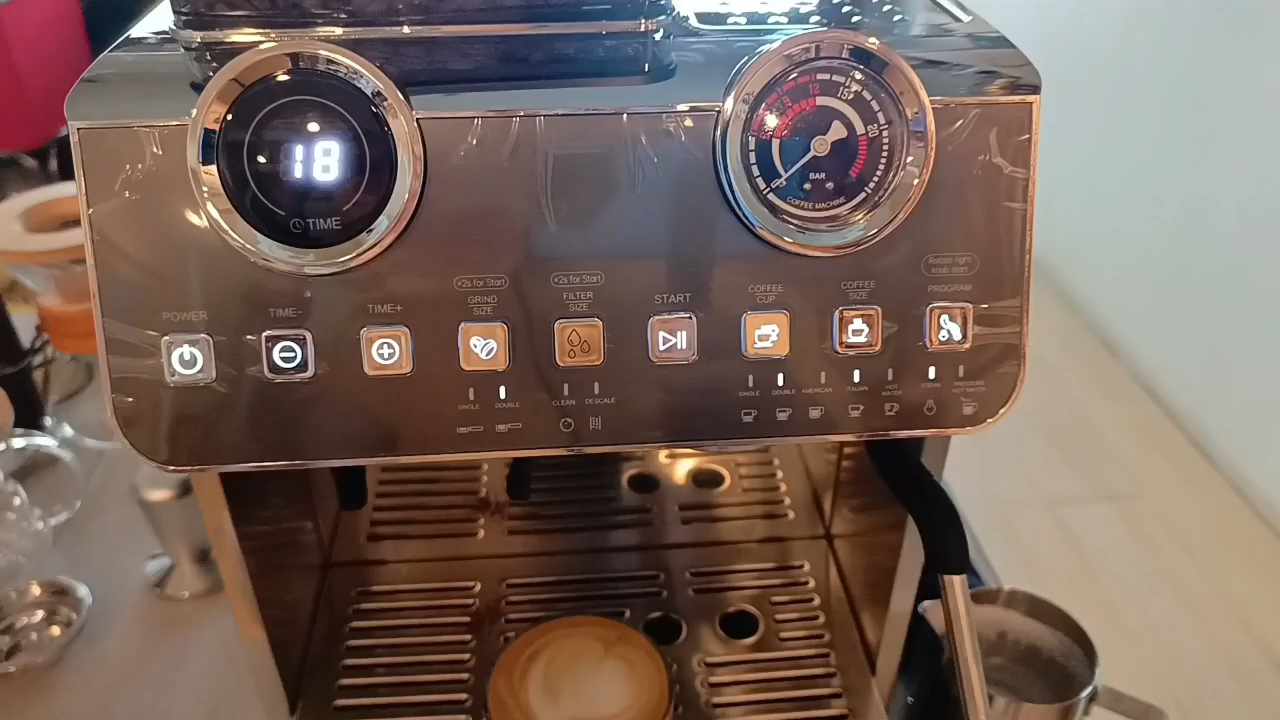 18
TIME
12
15
20
BAR
COFFEE MACHINE
POWER
TIME-
TIME+
×2s for Start
GRIND
SIZE
×2s for Start
FILTER
SIZE
START
COFFEE
CUP
COFFEE
SIZE
Rotate right
knob start
PROGRAM
SINGLE
DOUBLE
CLEAN
DESCALE
SINGLE
DOUBLE
AMERICAN
ITALIAN
HOT
WATER
STEAM
PRESSURE
HOT WATER